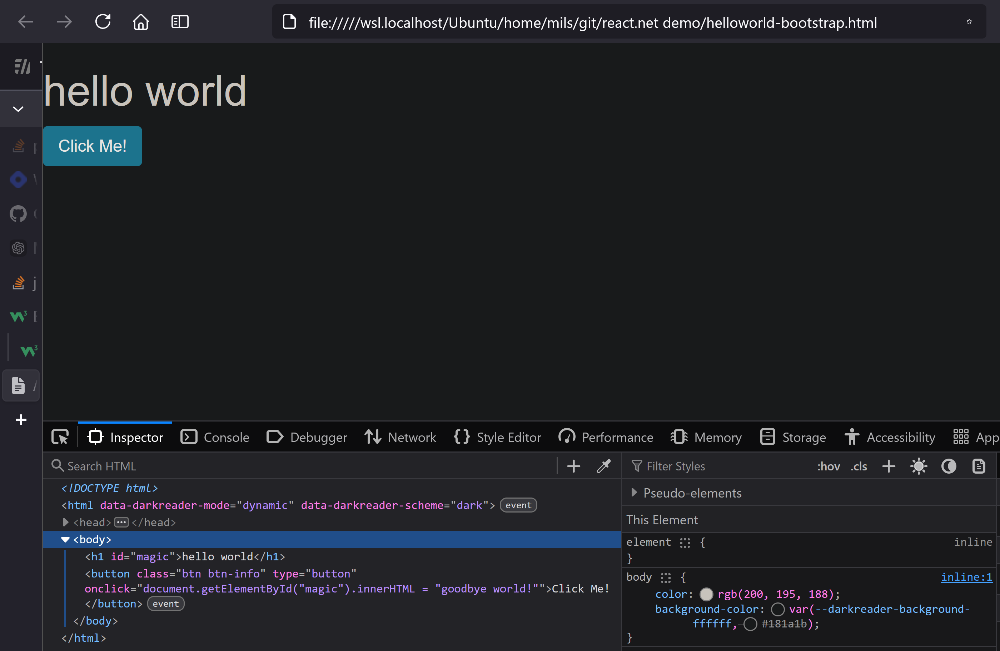 file://///wsl.localhost/Ubuntu/home/mils/git/react.net demo/helloworld-bootstrap.html
hello world
Click Me!
j
Inspector
Console
Debugger
Network
Style Editor
Performance
Memory
Storage
Accessibility
App
Search HTML
Filter Styles
:hov
.cls
<!DOCTYPE html>
<html data-darkreader-mode="dynamic" data-darkreader-scheme="dark"> event
<head> ••• </head>
<body>
<h1 id="magic">hello world</h1>
<button class="btn btn-info" type="button"
onclick="document.getElementById("magic").innerHTML = "goodbye world!"">Click Me!
</button> event
</body>
</html>
Pseudo-elements
This Element
element {
inline
}
body {
inline:1
color: rgb(200, 195, 188);
background-color: var(--darkreader-background-
ffffff, #181a1b);
}